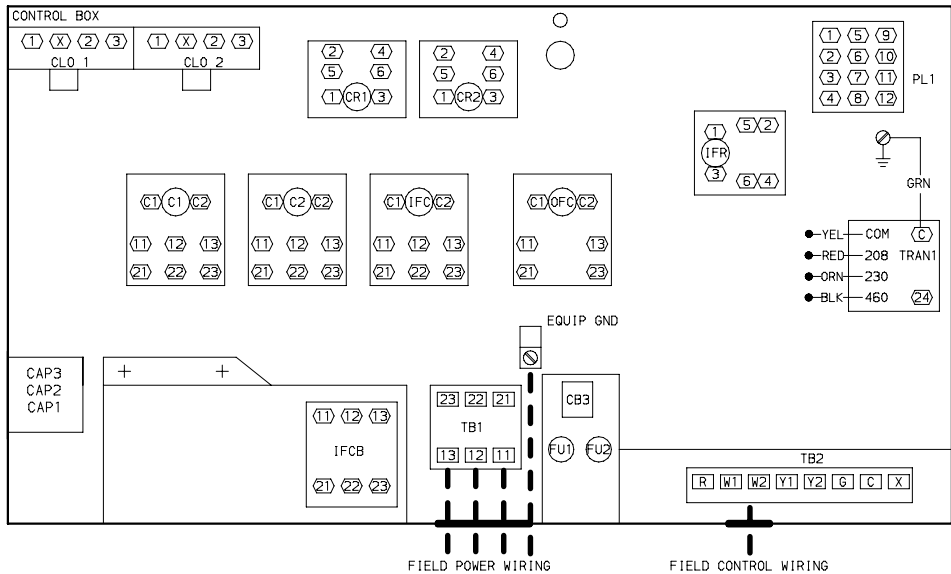 CONTROL BOX
1 X 2 3 1 X 2 3
CLO 1 CLO 2
2 4 2 4
5 6 5 6
1 CR1 3 1 CR2 3
1 5 9
2 6 10
3 7 11
4 8 12
PL1
1 5 2
IFR
3 6 4
GRN
C1 C1 C2 C1 C2 C2 C1 IFC C2 C1 OFC C2
11 12 13 11 12 13 11 12 13 11 13
21 22 23 21 22 23 21 22 23 21 23
YEL COM C
RED 208 TRAN1
ORN 230
BLK 460 24
EQUIP GND
CAP3
CAP2
CAP1
+ +
11 12 13
IFCB
21 22 23
23 22 21
TB1
13 12 11
CB3
FU1 FU2
TB2
R W1 W2 Y1 Y2 G C X
FIELD POWER WIRING
FIELD CONTROL WIRING